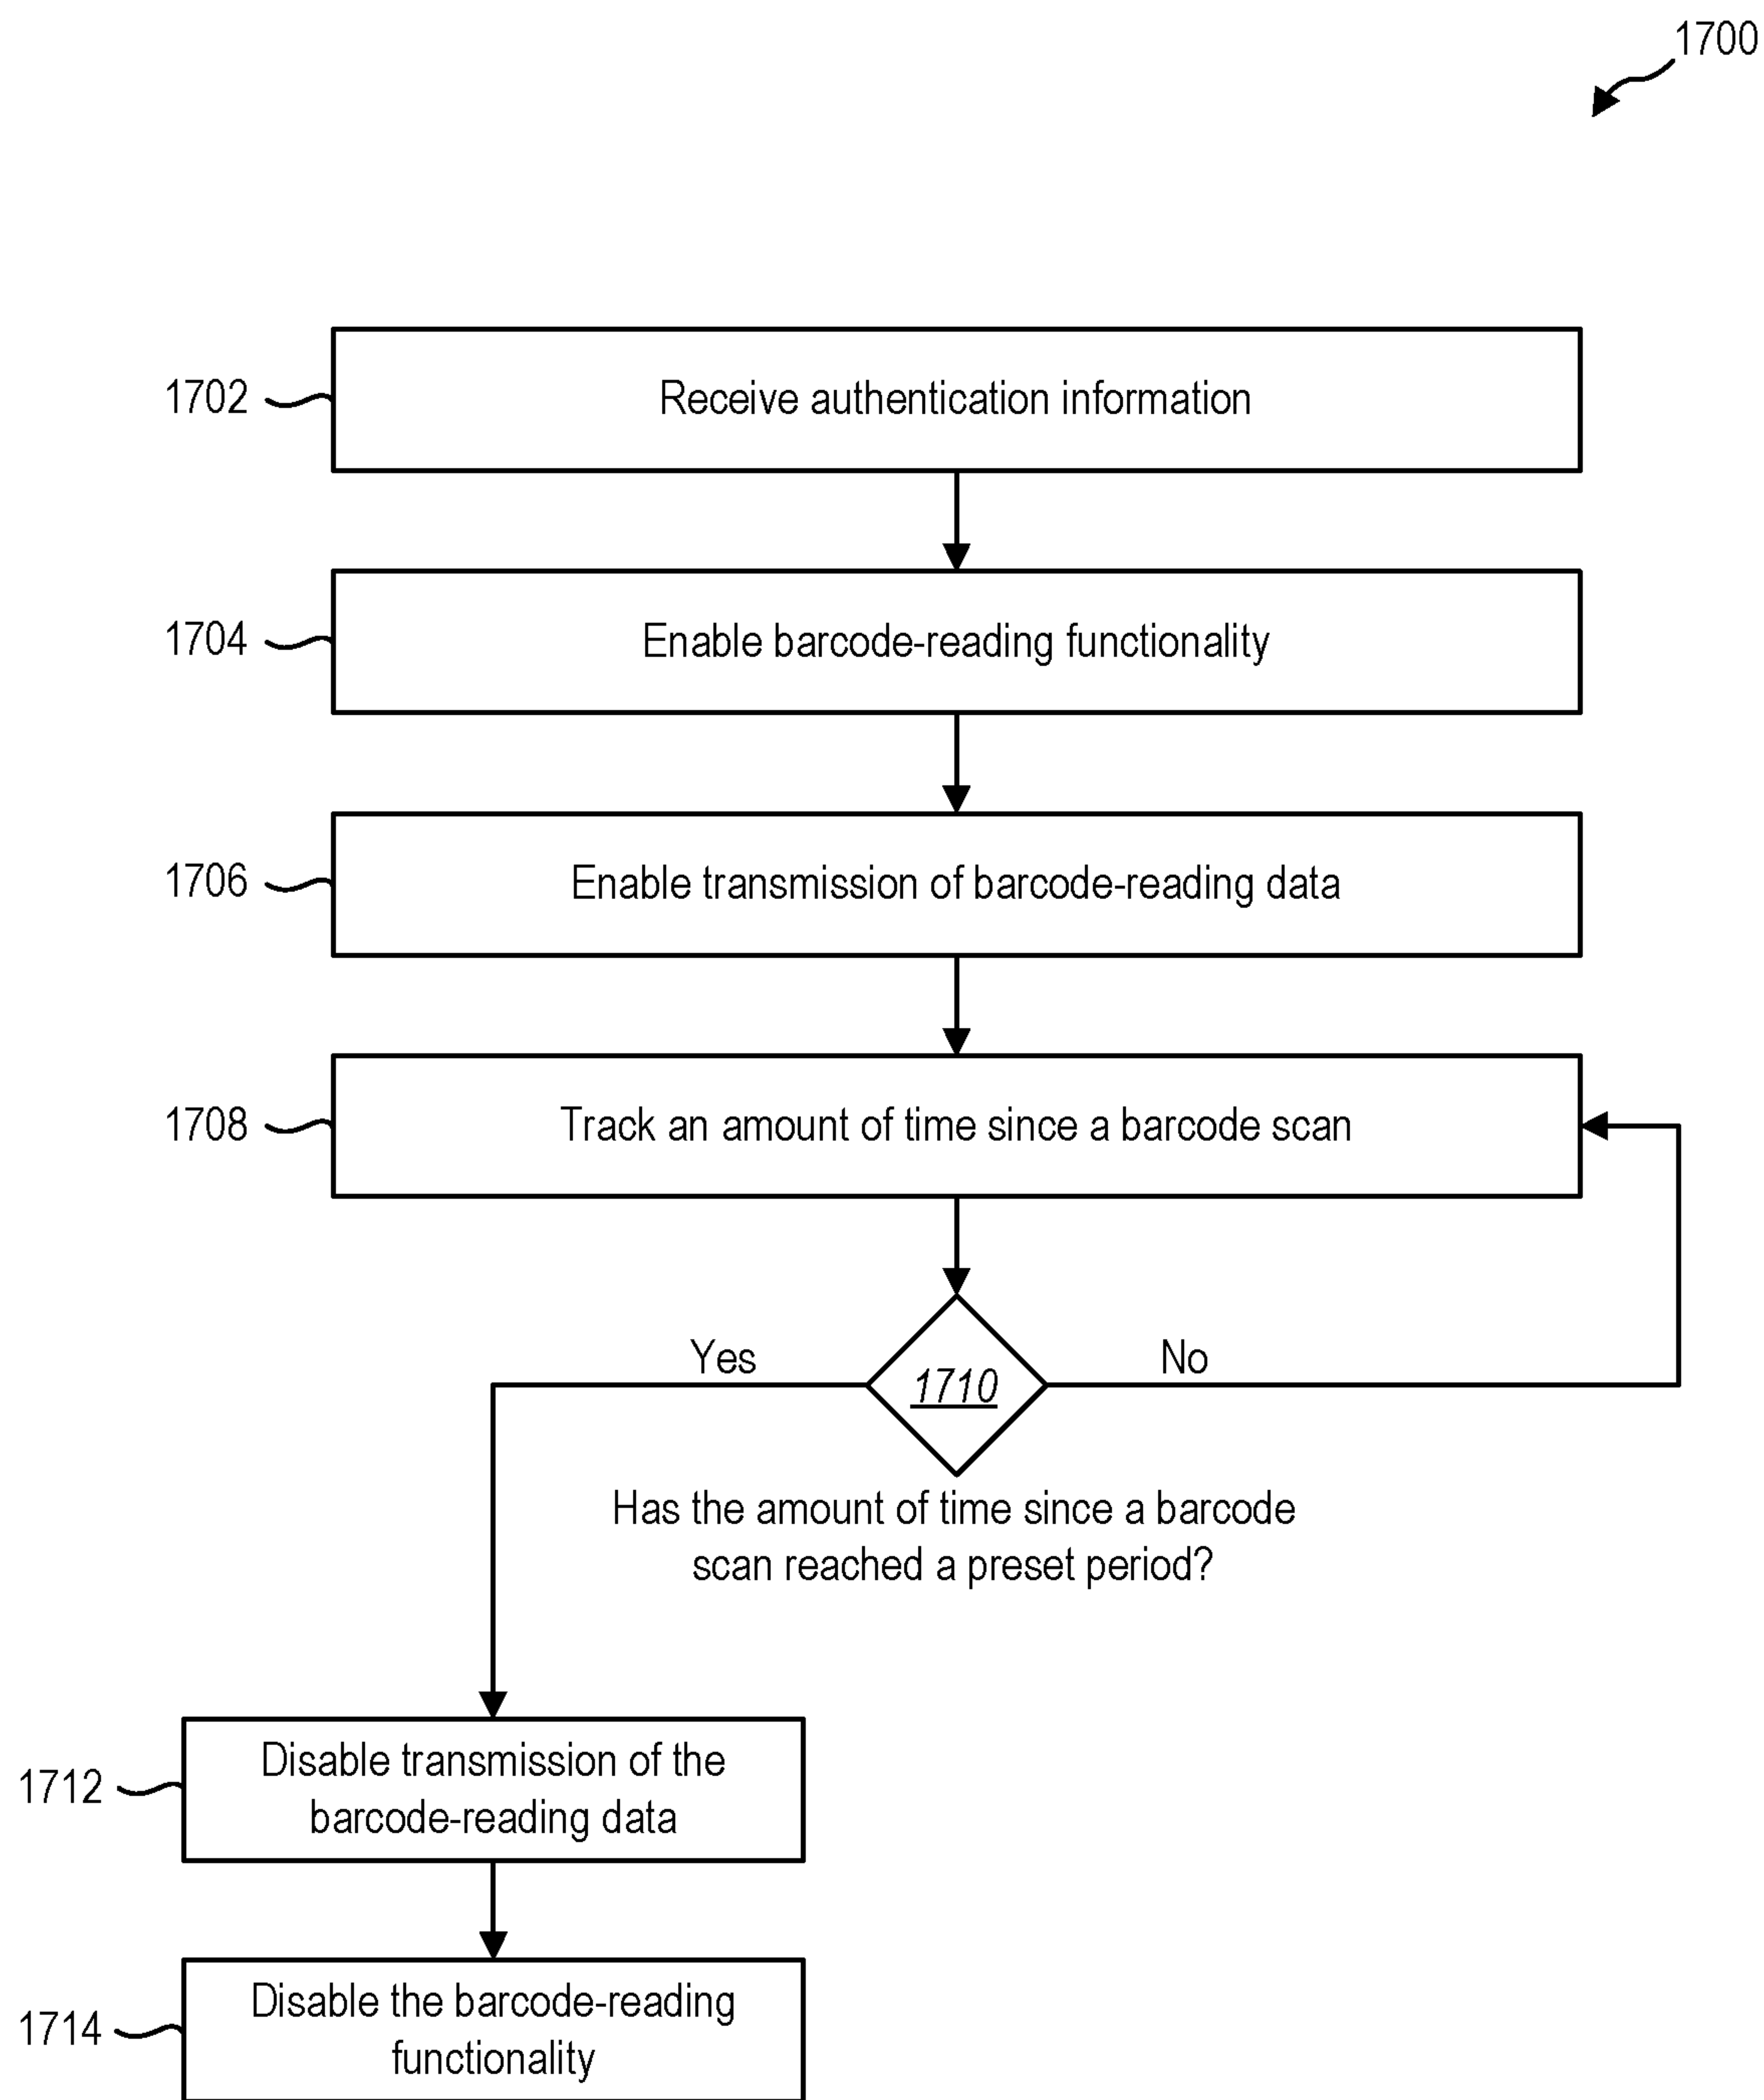 1700
1702
Receive authentication information
1704
Enable barcode-reading functionality
1706
Enable transmission of barcode-reading data
1708
Track an amount of time since a barcode scan
Yes
1710
No
Has the amount of time since a barcode
scan reached a preset period?
1712
Disable transmission of the
barcode-reading data
1714
Disable the barcode-reading
functionality